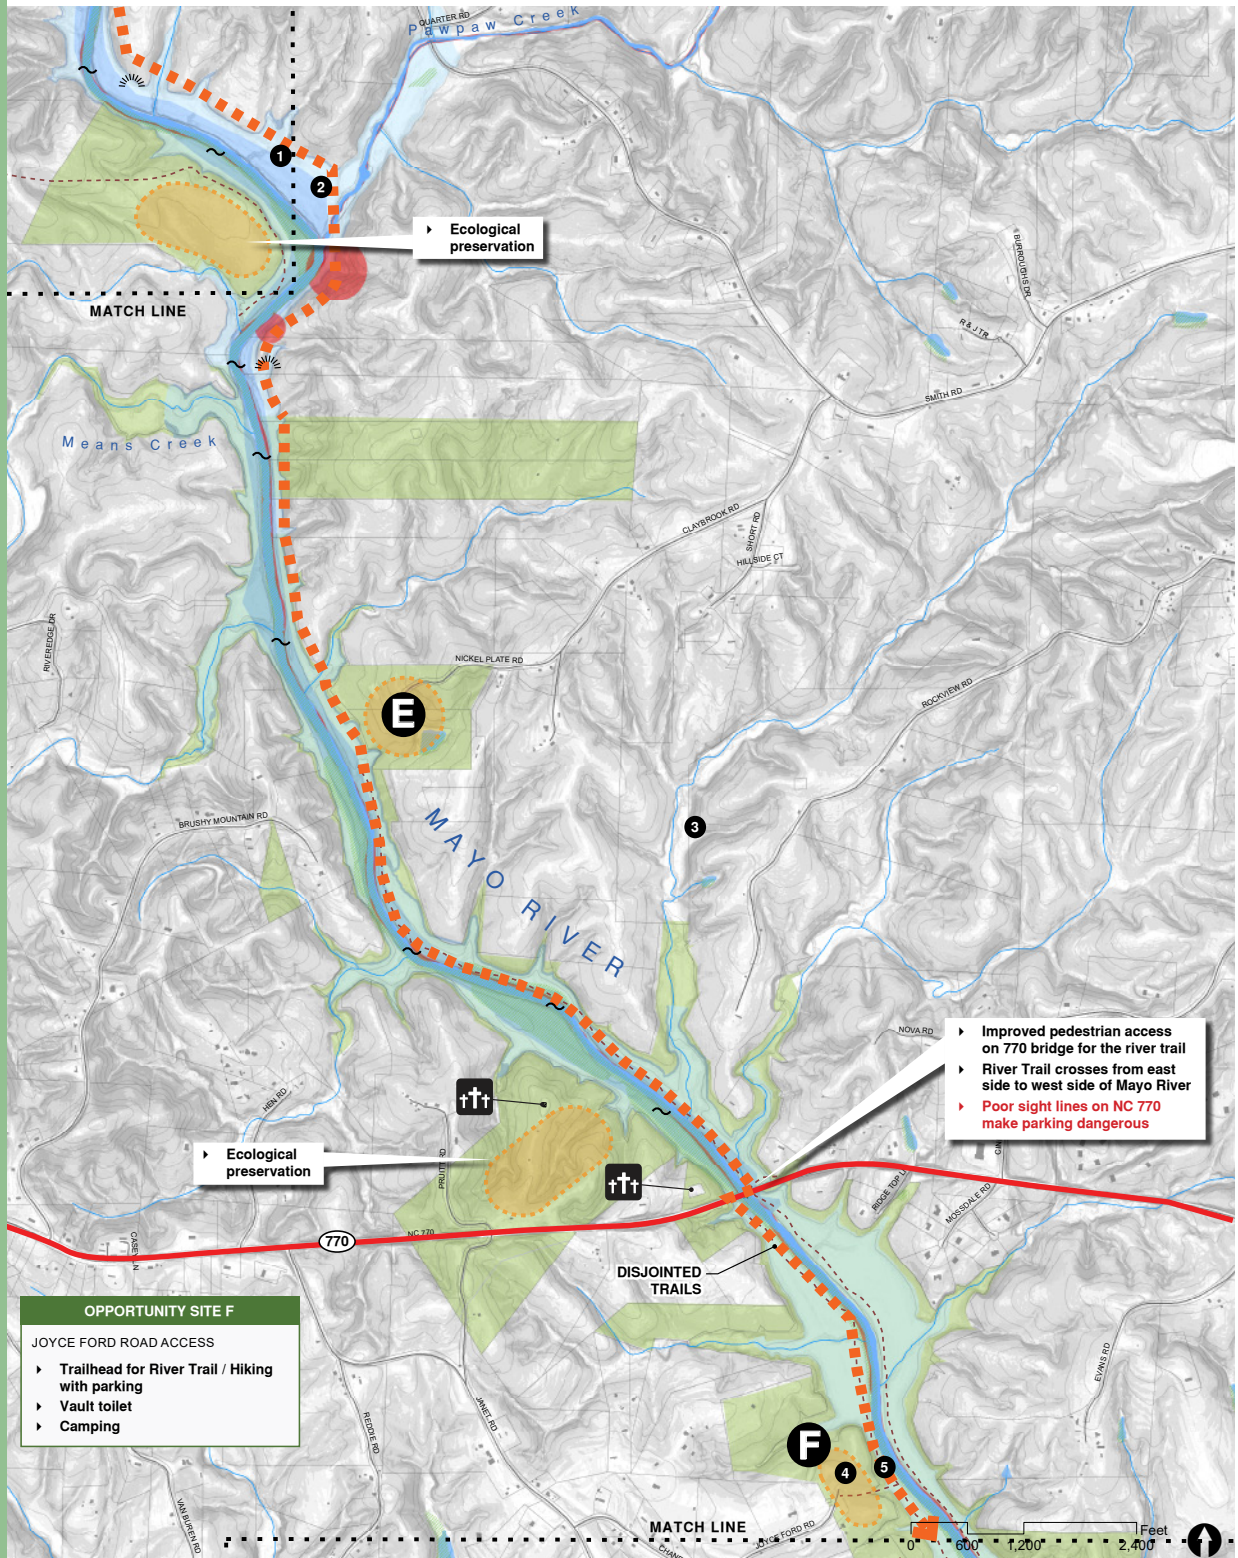 QUARTER RD
Pawpaw Creek
1
2
Ecological
preservation
MATCH LINE
BURROUGHS DR
R & J TR
SMITH RD
Means Creek
CLAYBROOK RD
SHORT RD
HILLSIDE CT
RIVEREDGE DR
NICKEL PLATE RD
E
ROCKVIEW RD
MAYO RIVER
BRUSHY MOUNTAIN RD
3
NOVA RD
Improved pedestrian access
on 770 bridge for the river trail
River Trail crosses from east
side to west side of Mayo River
Poor sight lines on NC 770
make parking dangerous
HEN RD
Ecological
preservation
PRUITT RD
RIDGE TOP L
MOSSDALE RD
CASEY LN
770
NC 770
DISJOINTED
TRAILS
OPPORTUNITY SITE F
JOYCE FORD ROAD ACCESS
Trailhead for River Trail / Hiking
with parking
Vault toilet
Camping
EVANS RD
JANET RD
REDDIE RD
F
4
5
VAN BUREN RD
MATCH LINE
JOYCE FORD RD
Feet
0 600 1,200 2,400